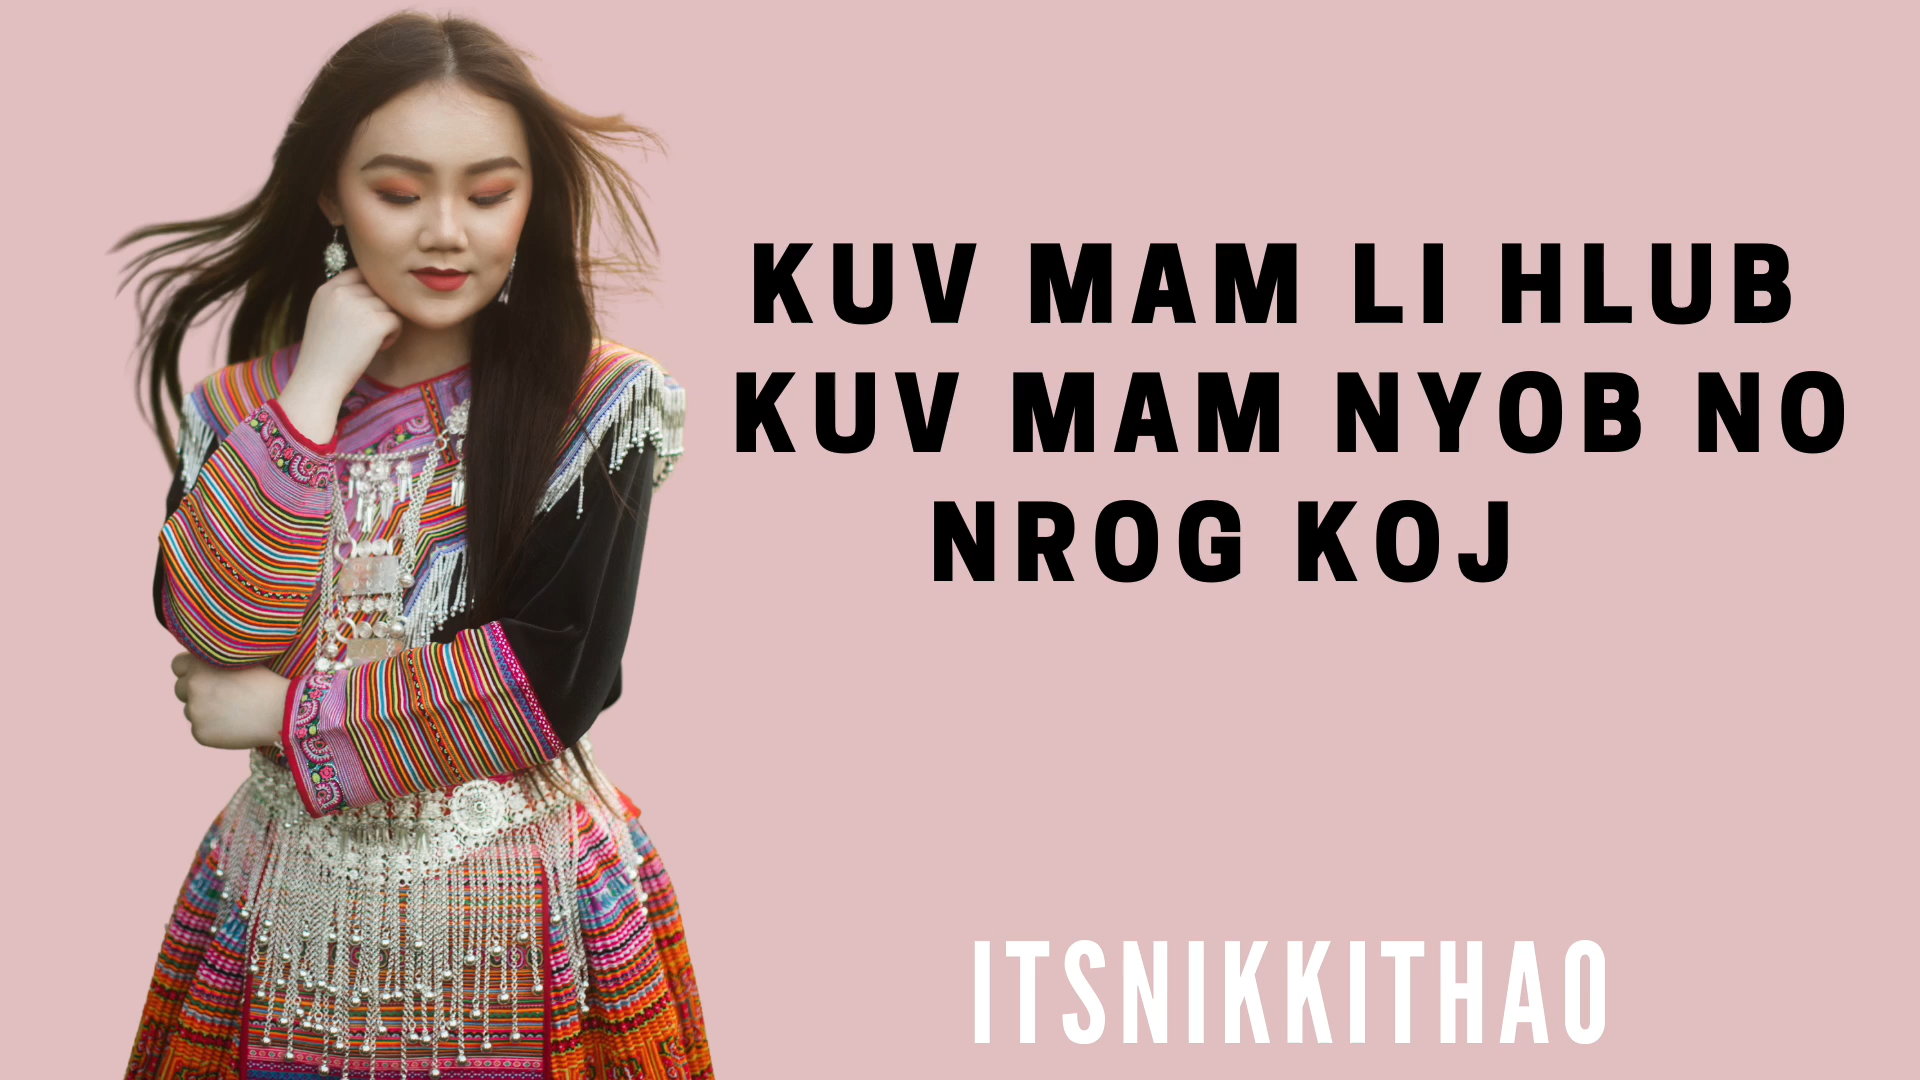 KUV MAM LI HLUB
KUV MAM NYOB NO
NROG KOJ
ITSNIKKITHAO